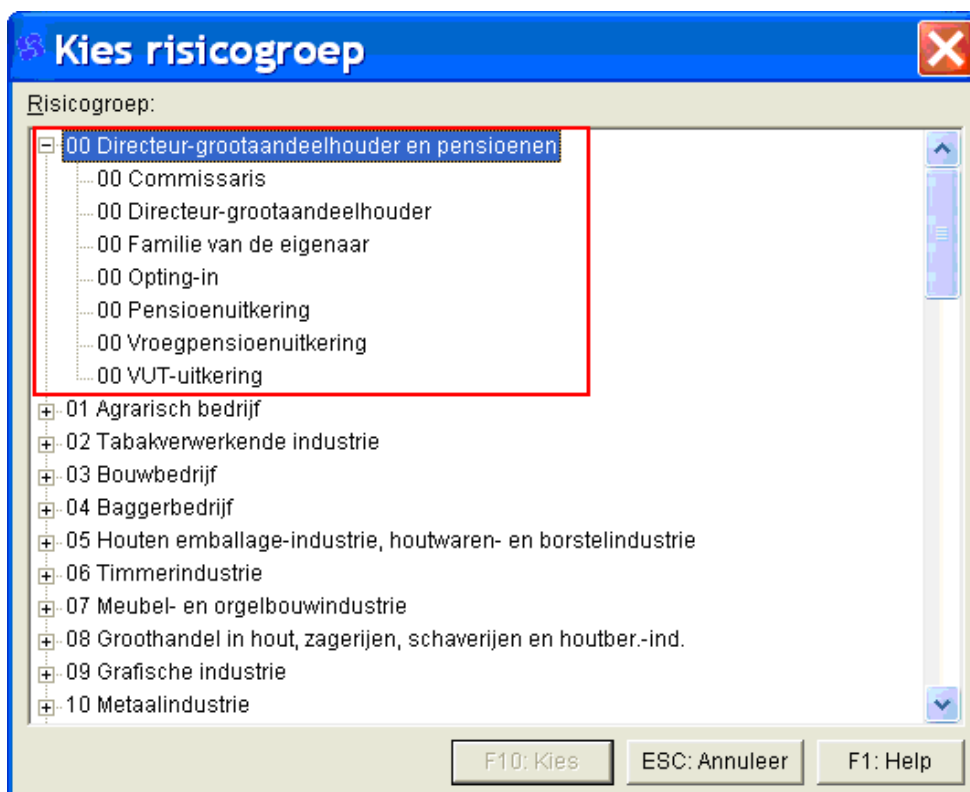 Kies risicogroep
Risicogroep:
00 Directeur-grootaandeelhouder en pensioenen
00 Commissaris
00 Directeur-grootaandeelhouder
00 Familie van de eigenaar
00 Opting-in
00 Pensioenuitkering
00 Vroegpensioenuitkering
00 VUT-uitkering
01 Agrarisch bedrijf
02 Tabakverwerkende industrie
03 Bouwbedrijf
04 Baggerbedrijf
05 Houten emballage-industrie, houtwaren- en borstelindustrie
06 Timmerindustrie
07 Meubel- en orgelbouwindustrie
08 Groothandel in hout, zagerijen, schaverijen en houtber.-ind.
09 Grafische industrie
10 Metaalindustrie
F10: Kies ESC: Annuleer F1: Help